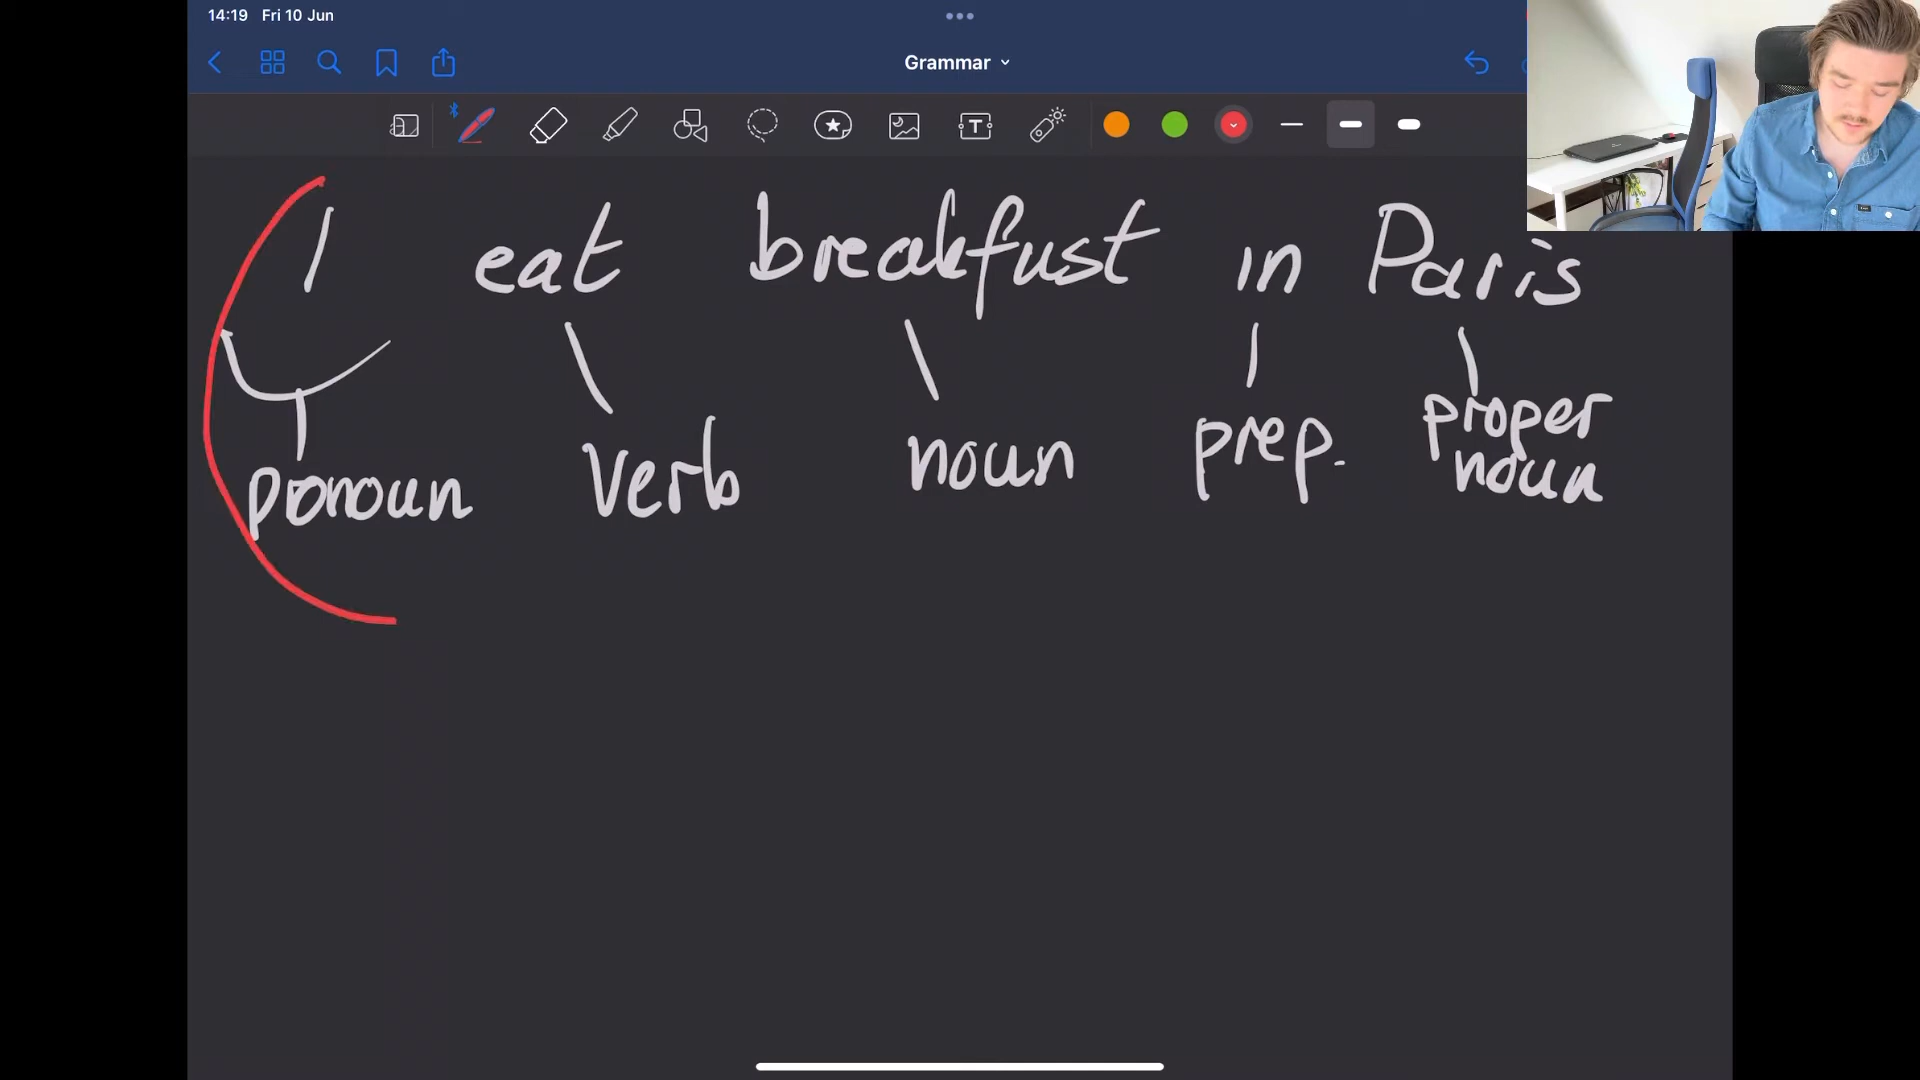 14:19 Fri 10 Jun
Grammar
T
I eat breakfust in Paris
pronoun verb noun prep. proper
noun